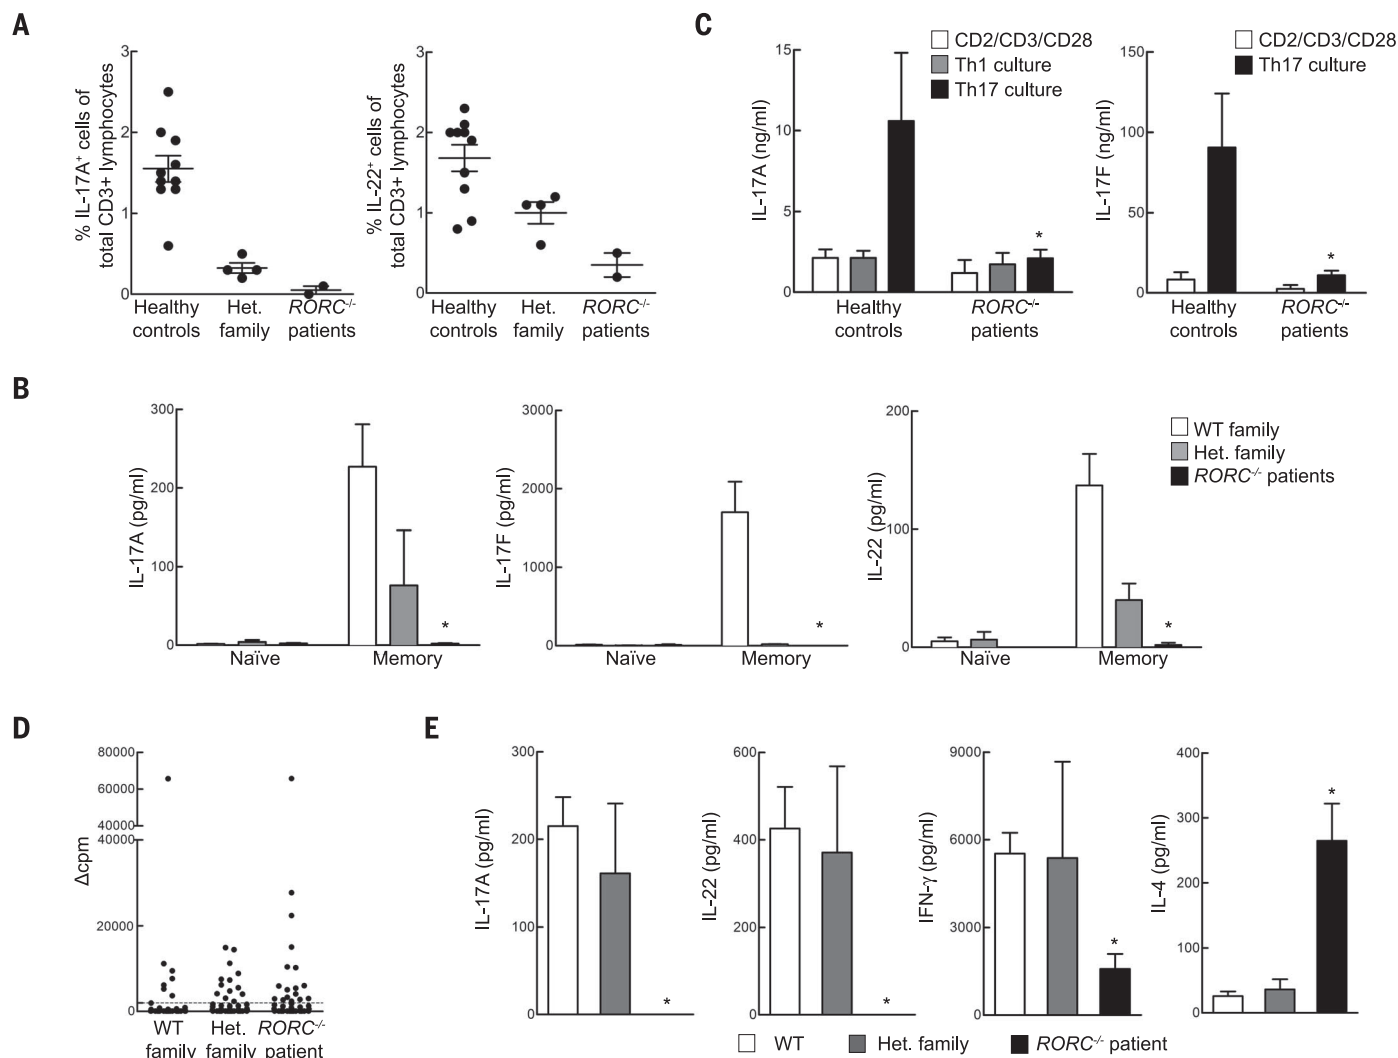 A
% IL-17A⁺ cells of
total CD3+ lymphocytes
3
2
1
0
Healthy
controls
Het.
family
RORC⁻/⁻
patients
% IL-22⁺ cells of
total CD3+ lymphocytes
3
2
1
0
Healthy
controls
Het.
family
RORC⁻/⁻
patients
C
IL-17A (ng/ml)
15
10
5
0
CD2/CD3/CD28
Th1 culture
Th17 culture
*
Healthy
controls
RORC⁻/⁻
patients
IL-17F (ng/ml)
150
100
50
0
CD2/CD3/CD28
Th17 culture
*
Healthy
controls
RORC⁻/⁻
patients
B
IL-17A (pg/ml)
300
200
100
0
*
Naïve
Memory
IL-17F (pg/ml)
3000
2000
1000
0
*
Naïve
Memory
IL-22 (pg/ml)
200
100
0
*
Naïve
Memory
WT family
Het. family
RORC⁻/⁻ patients
D
Δcpm
80000
60000
40000
40000
20000
0
WT
family
Het.
family
RORC⁻/⁻
patient
E
IL-17A (pg/ml)
300
200
100
0
*
IL-22 (pg/ml)
600
400
200
0
*
IFN-γ (pg/ml)
9000
6000
3000
0
*
IL-4 (pg/ml)
400
300
200
100
0
*
WT
Het. family
RORC⁻/⁻ patient